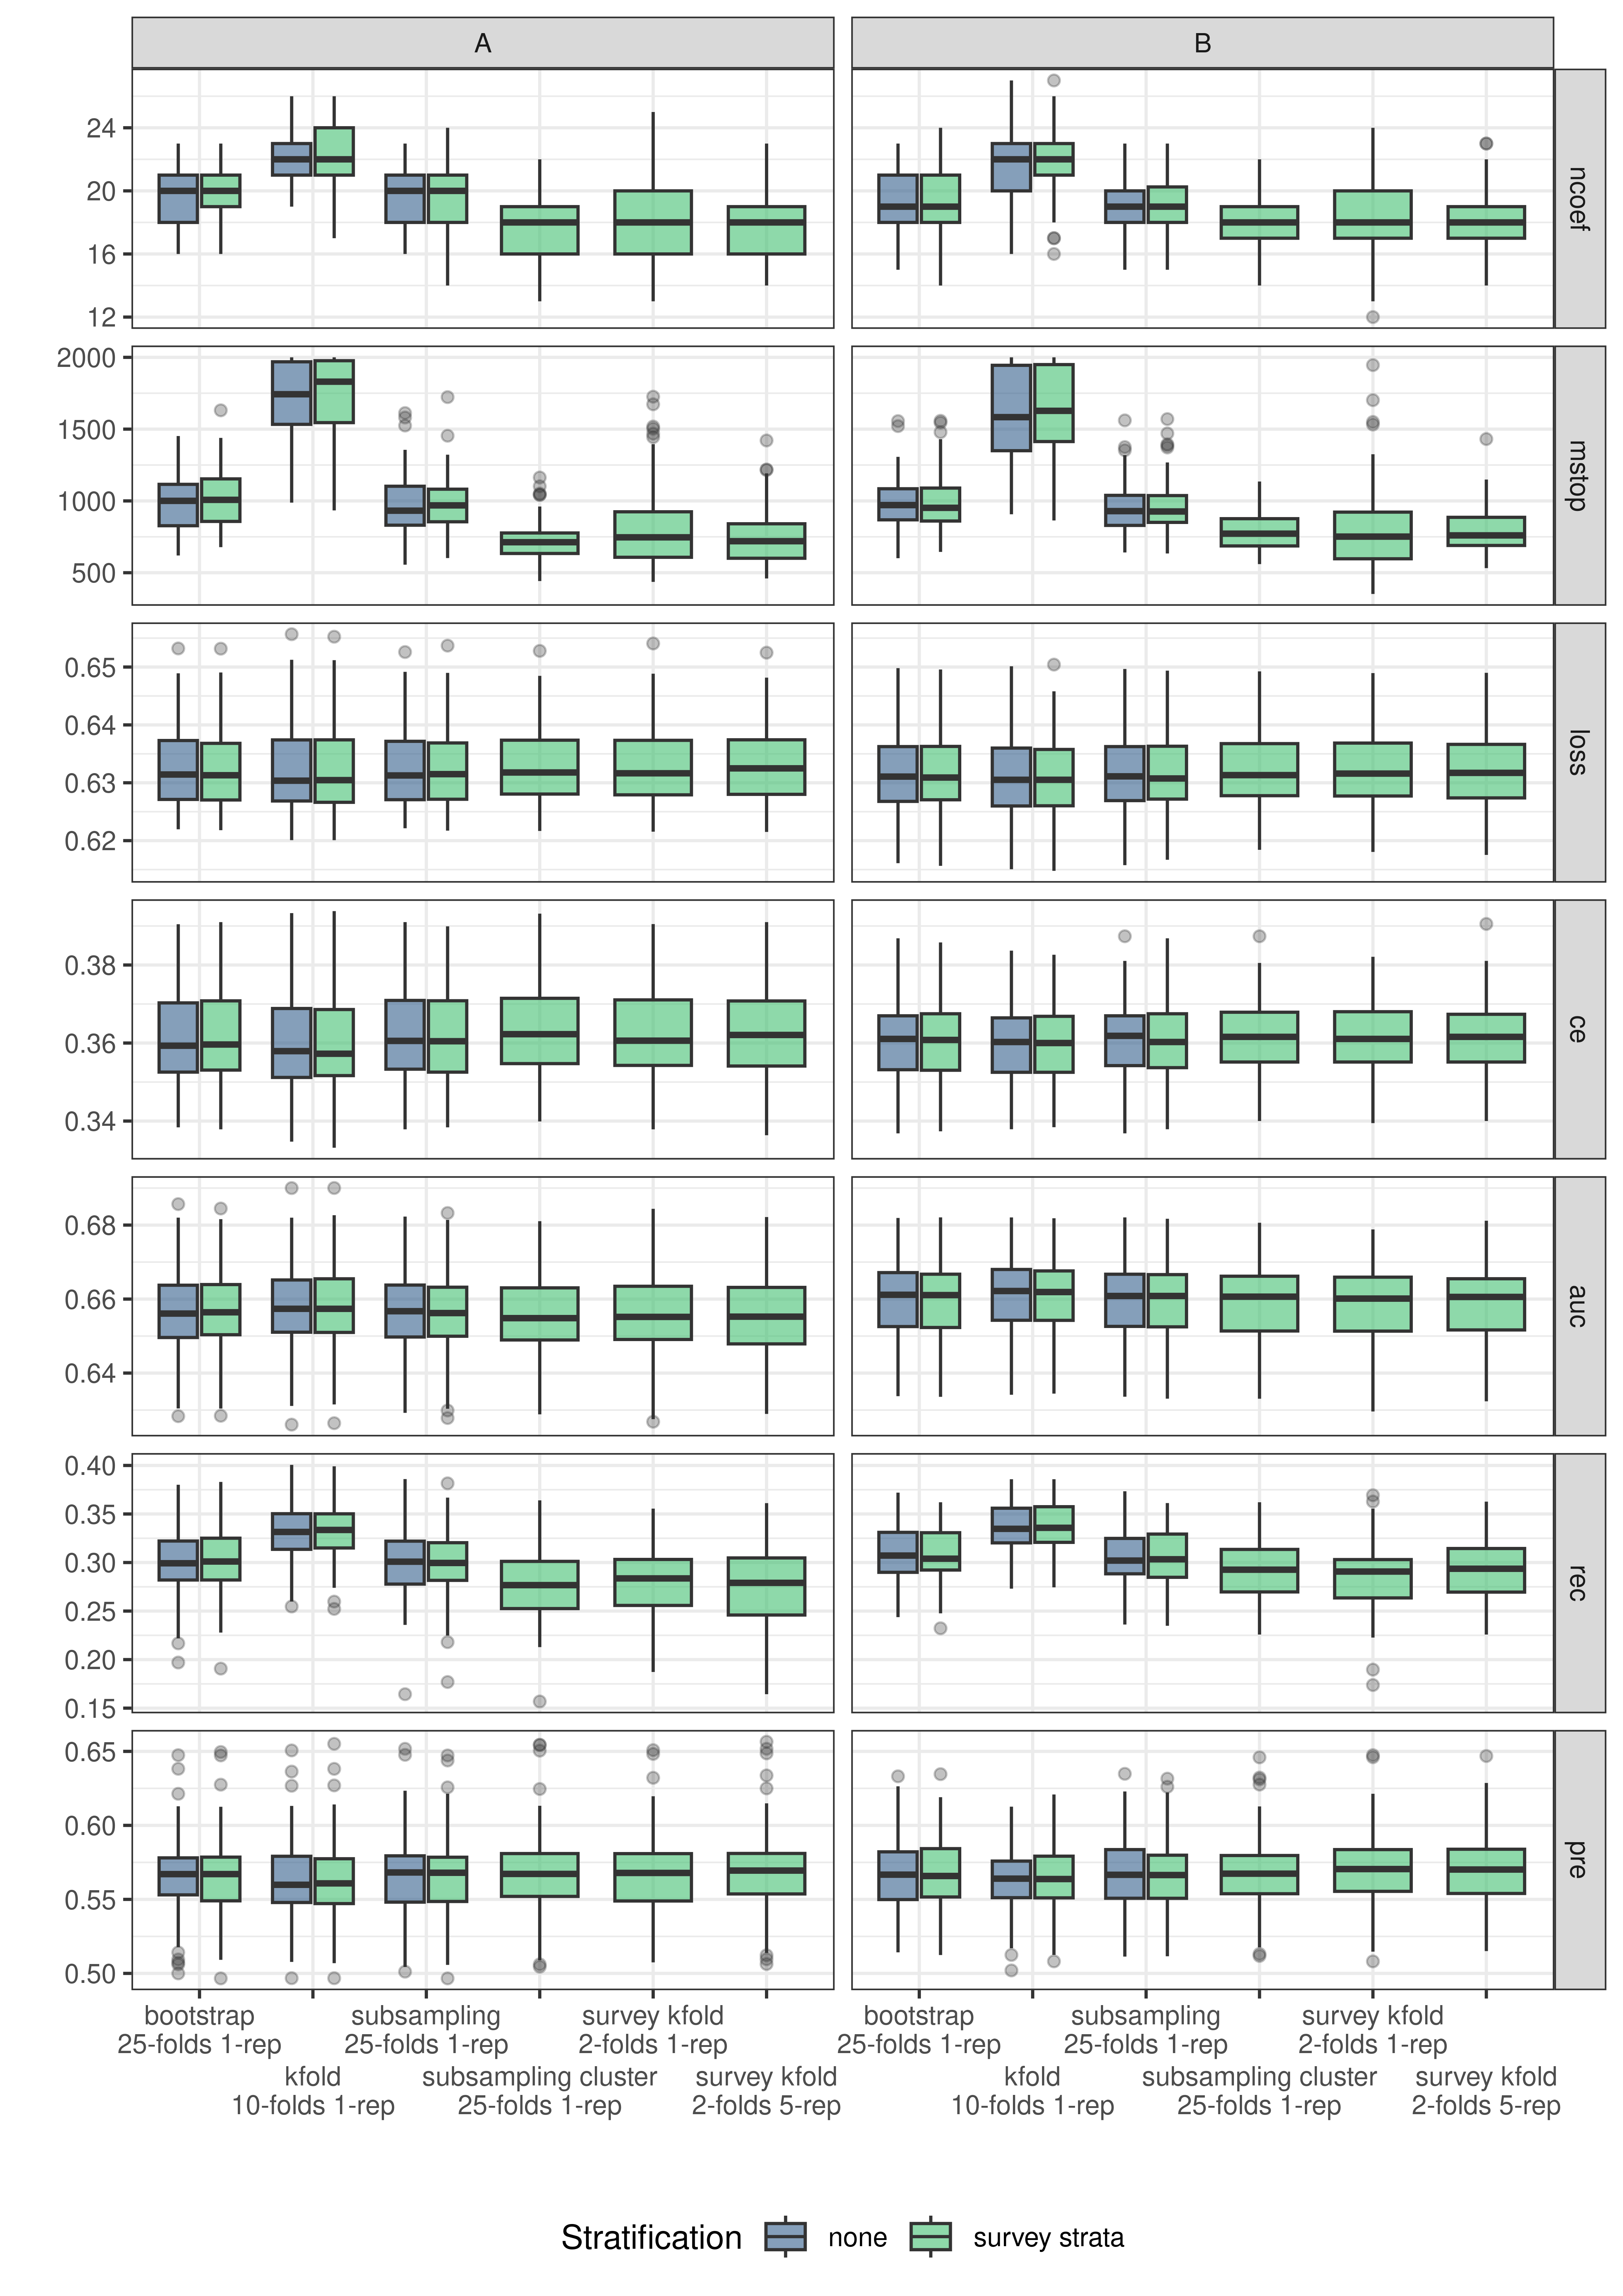 A
B
24
20
16
12
ncoef
2000
1500
1000
500
mstop
0.65
0.64
0.63
0.62
loss
0.38
0.36
0.34
ce
0.68
0.66
0.64
auc
0.40
0.35
0.30
0.25
0.20
0.15
rec
0.65
0.60
0.55
0.50
pre
bootstrap
25-folds 1-rep
kfold
10-folds 1-rep
subsampling
25-folds 1-rep
subsampling cluster
25-folds 1-rep
survey kfold
2-folds 1-rep
survey kfold
2-folds 5-rep
bootstrap
25-folds 1-rep
kfold
10-folds 1-rep
subsampling
25-folds 1-rep
subsampling cluster
25-folds 1-rep
survey kfold
2-folds 1-rep
survey kfold
2-folds 5-rep
Stratification none survey strata